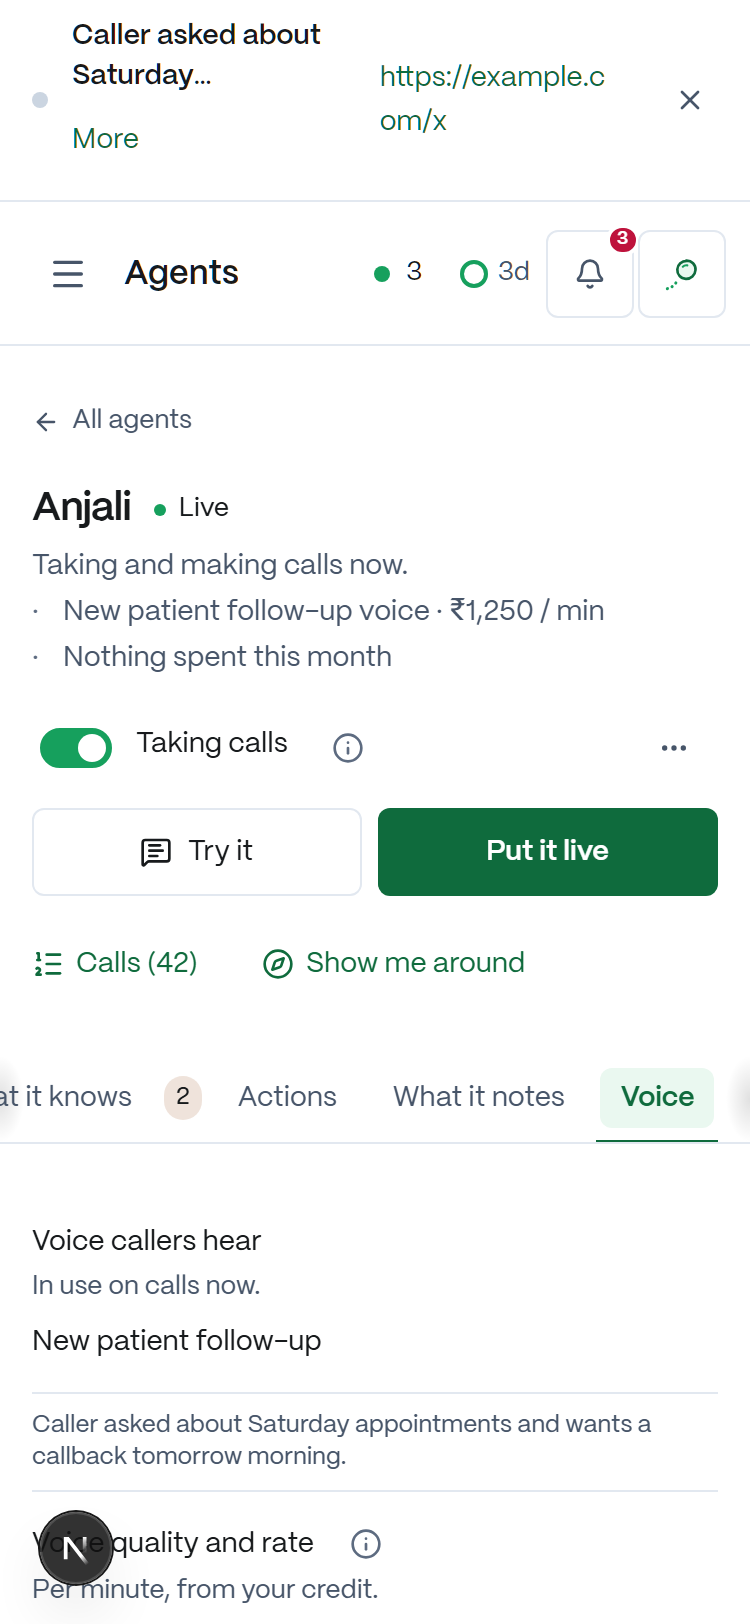 Caller asked about
Saturday...
More
https://example.c
om/x
Agents
3
3d
3
All agents
Anjali
Live
Taking and making calls now.
· New patient follow-up voice · ₹1,250 / min
· Nothing spent this month
Taking calls
Try it
Put it live
Calls (42)
Show me around
at it knows
2
Actions
What it notes
Voice
Voice callers hear
In use on calls now.
New patient follow-up
Caller asked about Saturday appointments and wants a
callback tomorrow morning.
Voice quality and rate
N
Per minute, from your credit.